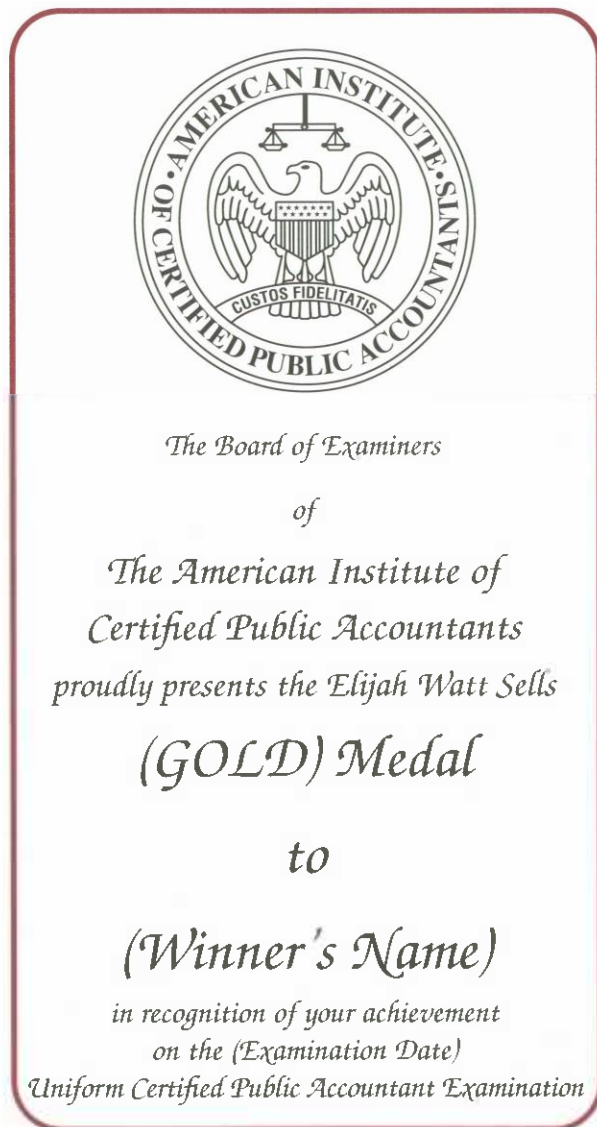 ·AMERICAN INSTITUTE·
OF CERTIFIED PUBLIC ACCOUNTANTS
CUSTOS FIDELITATIS
The Board of Examiners
of
The American Institute of
Certified Public Accountants
proudly presents the Elijah Watt Sells
(GOLD) Medal
to
(Winner's Name)
in recognition of your achievement
on the (Examination Date)
Uniform Certified Public Accountant Examination